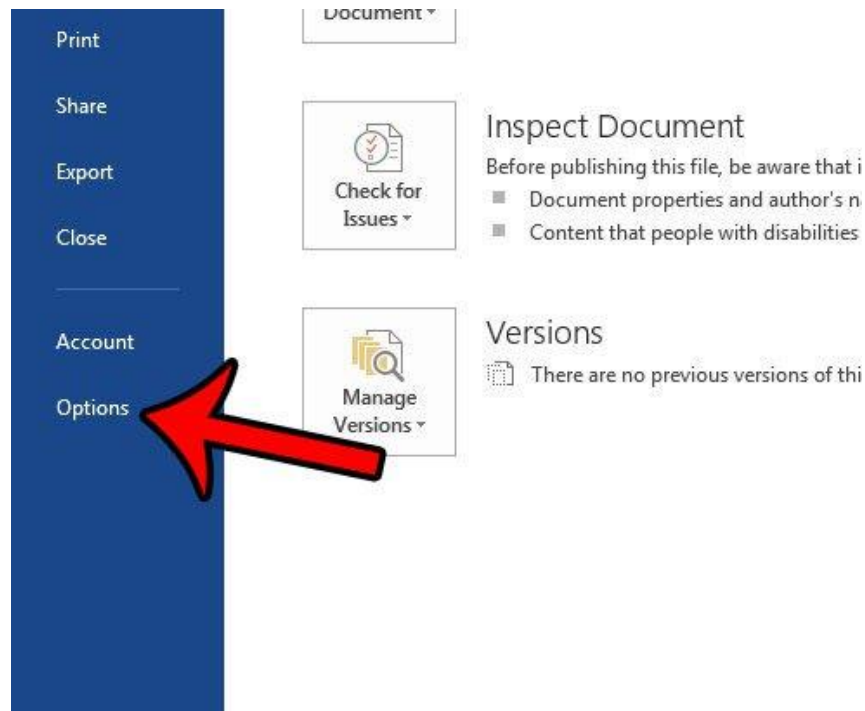 Print
Share
Export
Close
Account
Options
Document
Check for
Issues
Inspect Document
Before publishing this file, be aware that i
Document properties and author's na
Content that people with disabilities
Manage
Versions
Versions
There are no previous versions of thi